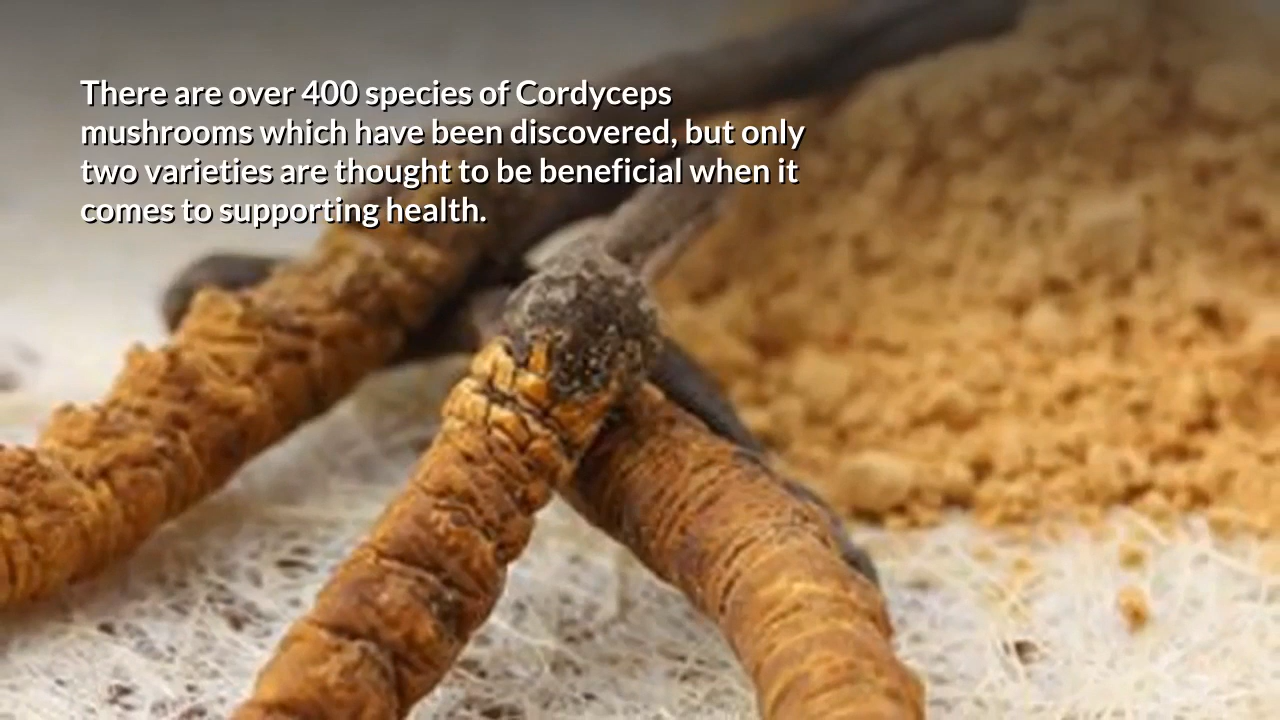 There are over 400 species of Cordyceps
mushrooms which have been discovered, but only
two varieties are thought to be beneficial when it
comes to supporting health.